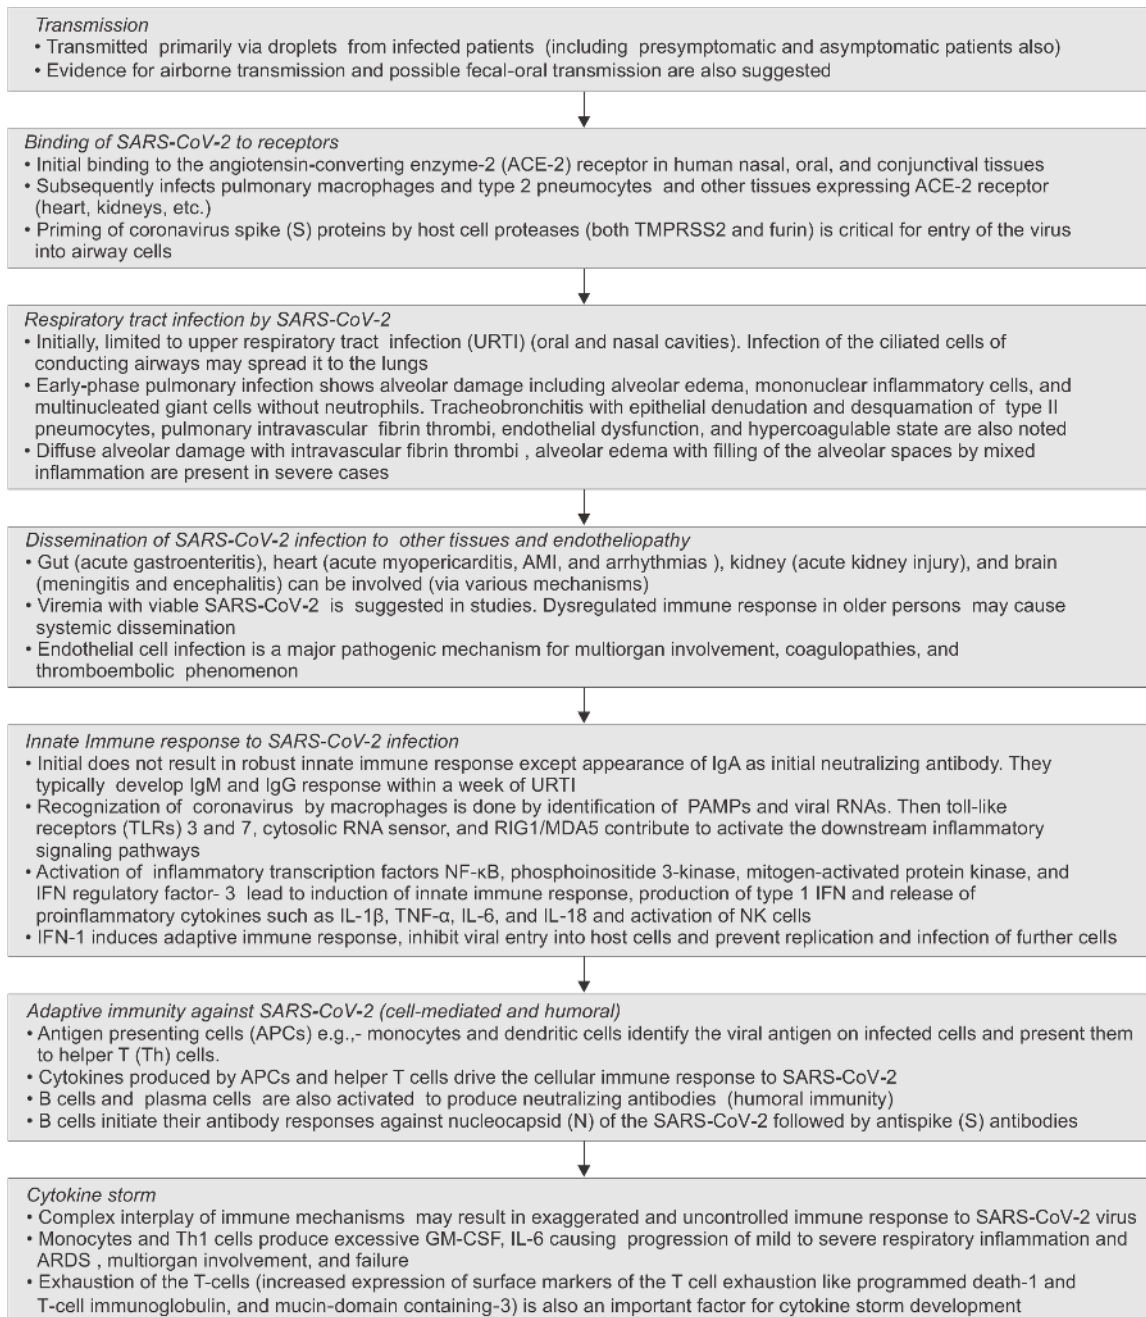 Transmission
• Transmitted primarily via droplets from infected patients (including presymptomatic and asymptomatic patients also)
• Evidence for airborne transmission and possible fecal-oral transmission are also suggested
Binding of SARS-CoV-2 to receptors
• Initial binding to the angiotensin-converting enzyme-2 (ACE-2) receptor in human nasal, oral, and conjunctival tissues
• Subsequently infects pulmonary macrophages and type 2 pneumocytes and other tissues expressing ACE-2 receptor
(heart, kidneys, etc.)
• Priming of coronavirus spike (S) proteins by host cell proteases (both TMPRSS2 and furin) is critical for entry of the virus
into airway cells
Respiratory tract infection by SARS-CoV-2
• Initially, limited to upper respiratory tract infection (URTI) (oral and nasal cavities). Infection of the ciliated cells of
conducting airways may spread it to the lungs
• Early-phase pulmonary infection shows alveolar damage including alveolar edema, mononuclear inflammatory cells, and
multinucleated giant cells without neutrophils. Tracheobronchitis with epithelial denudation and desquamation of type II
pneumocytes, pulmonary intravascular fibrin thrombi, endothelial dysfunction, and hypercoagulable state are also noted
• Diffuse alveolar damage with intravascular fibrin thrombi , alveolar edema with filling of the alveolar spaces by mixed
inflammation are present in severe cases
Dissemination of SARS-CoV-2 infection to other tissues and endotheliopathy
• Gut (acute gastroenteritis), heart (acute myopericarditis, AMI, and arrhythmias ), kidney (acute kidney injury), and brain
(meningitis and encephalitis) can be involved (via various mechanisms)
• Viremia with viable SARS-CoV-2 is suggested in studies. Dysregulated immune response in older persons may cause
systemic dissemination
• Endothelial cell infection is a major pathogenic mechanism for multiorgan involvement, coagulopathies, and
thromboembolic phenomenon
Innate Immune response to SARS-CoV-2 infection
• Initial does not result in robust innate immune response except appearance of IgA as initial neutralizing antibody. They
typically develop IgM and IgG response within a week of URTI
• Recognization of coronavirus by macrophages is done by identification of PAMPs and viral RNAs. Then toll-like
receptors (TLRs) 3 and 7, cytosolic RNA sensor, and RIG1/MDA5 contribute to activate the downstream inflammatory
signaling pathways
• Activation of inflammatory transcription factors NF-κB, phosphoinositide 3-kinase, mitogen-activated protein kinase, and
IFN regulatory factor- 3 lead to induction of innate immune response, production of type 1 IFN and release of
proinflammatory cytokines such as IL-1β, TNF-α, IL-6, and IL-18 and activation of NK cells
• IFN-1 induces adaptive immune response, inhibit viral entry into host cells and prevent replication and infection of further cells
Adaptive immunity against SARS-CoV-2 (cell-mediated and humoral)
• Antigen presenting cells (APCs) e.g.,- monocytes and dendritic cells identify the viral antigen on infected cells and present them
to helper T (Th) cells.
• Cytokines produced by APCs and helper T cells drive the cellular immune response to SARS-CoV-2
• B cells and plasma cells are also activated to produce neutralizing antibodies (humoral immunity)
• B cells initiate their antibody responses against nucleocapsid (N) of the SARS-CoV-2 followed by antispike (S) antibodies
Cytokine storm
• Complex interplay of immune mechanisms may result in exaggerated and uncontrolled immune response to SARS-CoV-2 virus
• Monocytes and Th1 cells produce excessive GM-CSF, IL-6 causing progression of mild to severe respiratory inflammation and
ARDS , multiorgan involvement, and failure
• Exhaustion of the T-cells (increased expression of surface markers of the T cell exhaustion like programmed death-1 and
T-cell immunoglobulin, and mucin-domain containing-3) is also an important factor for cytokine storm development